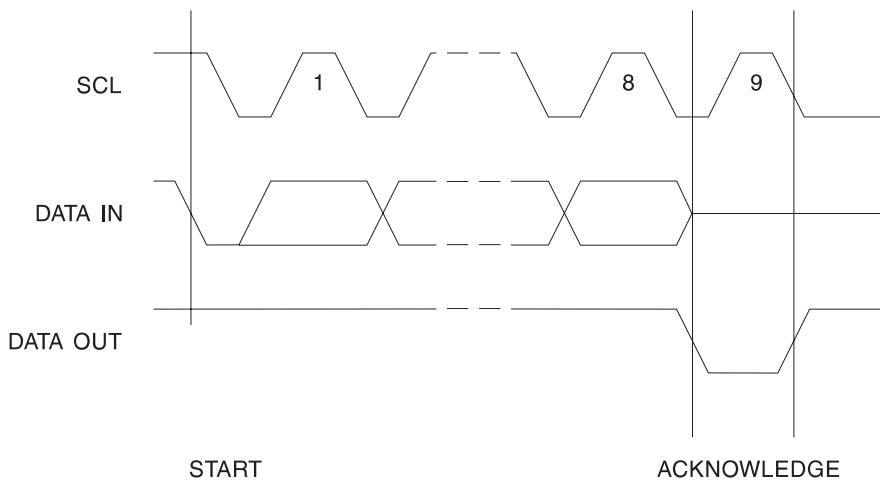 SCL
1
8
9
DATA IN
DATA OUT
START
ACKNOWLEDGE